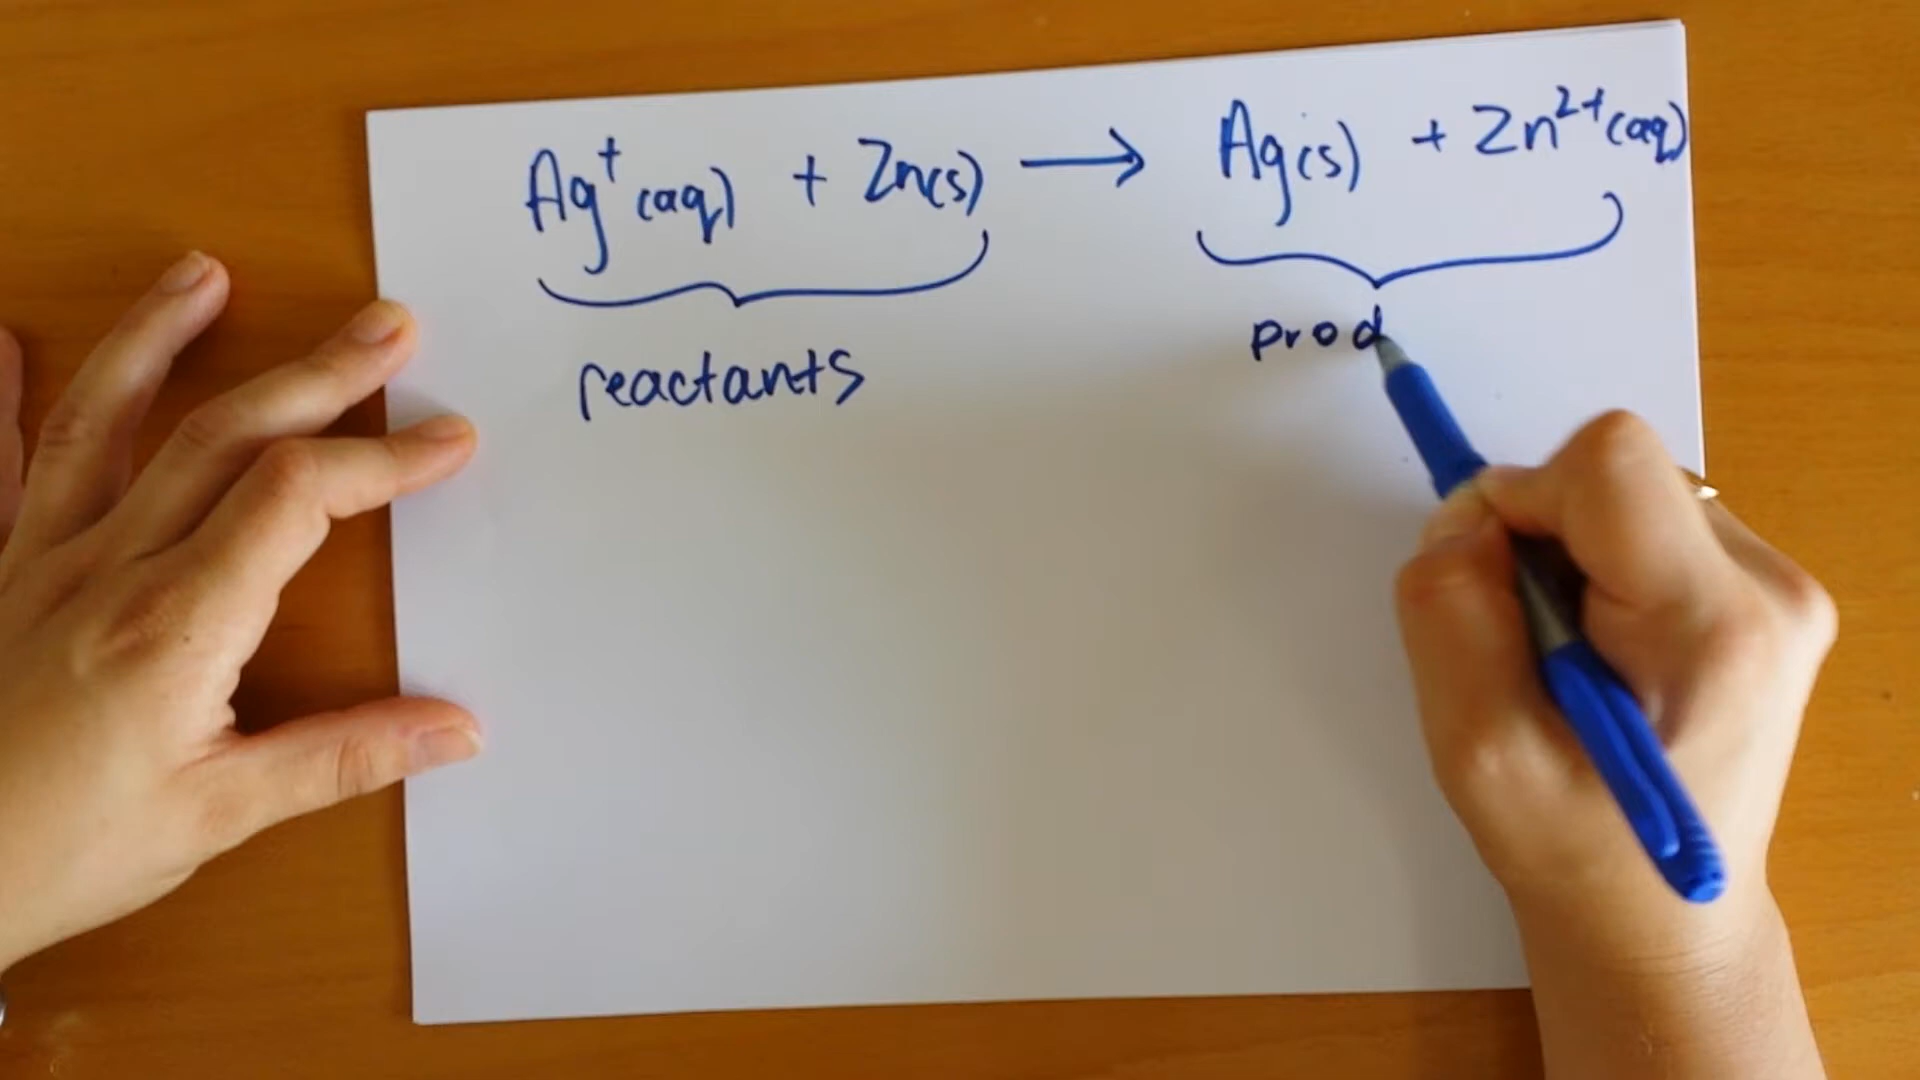 Ag⁺(aq) + Zn(s) → Ag(s) + Zn²⁺(aq)
reactants prod